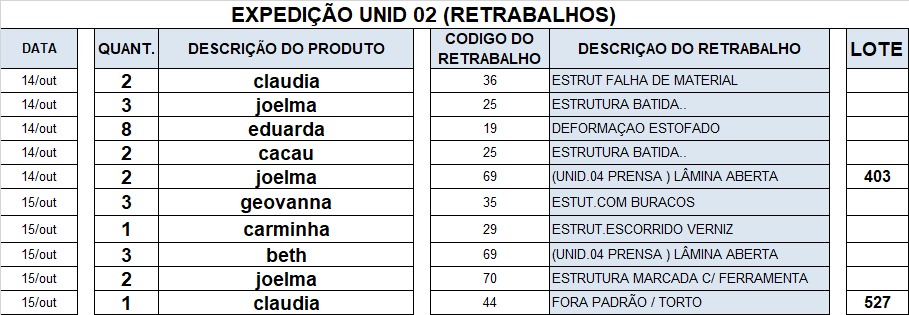 EXPEDIÇÃO UNID 02 (RETRABALHOS)
DATA QUANT. DESCRIÇÃO DO PRODUTO CODIGO DO RETRABALHO DESCRIÇAO DO RETRABALHO LOTE
14/out 2 claudia 36 ESTRUT FALHA DE MATERIAL
14/out 3 joelma 25 ESTRUTURA BATIDA..
14/out 8 eduarda 19 DEFORMAÇAO ESTOFADO
14/out 2 cacau 25 ESTRUTURA BATIDA..
14/out 2 joelma 69 (UNID.04 PRENSA ) LÂMINA ABERTA 403
15/out 3 geovanna 35 ESTUT.COM BURACOS
15/out 1 carminha 29 ESTRUT.ESCORRIDO VERNIZ
15/out 3 beth 69 (UNID.04 PRENSA ) LÂMINA ABERTA
15/out 2 joelma 70 ESTRUTURA MARCADA C/ FERRAMENTA
15/out 1 claudia 44 FORA PADRÃO / TORTO 527